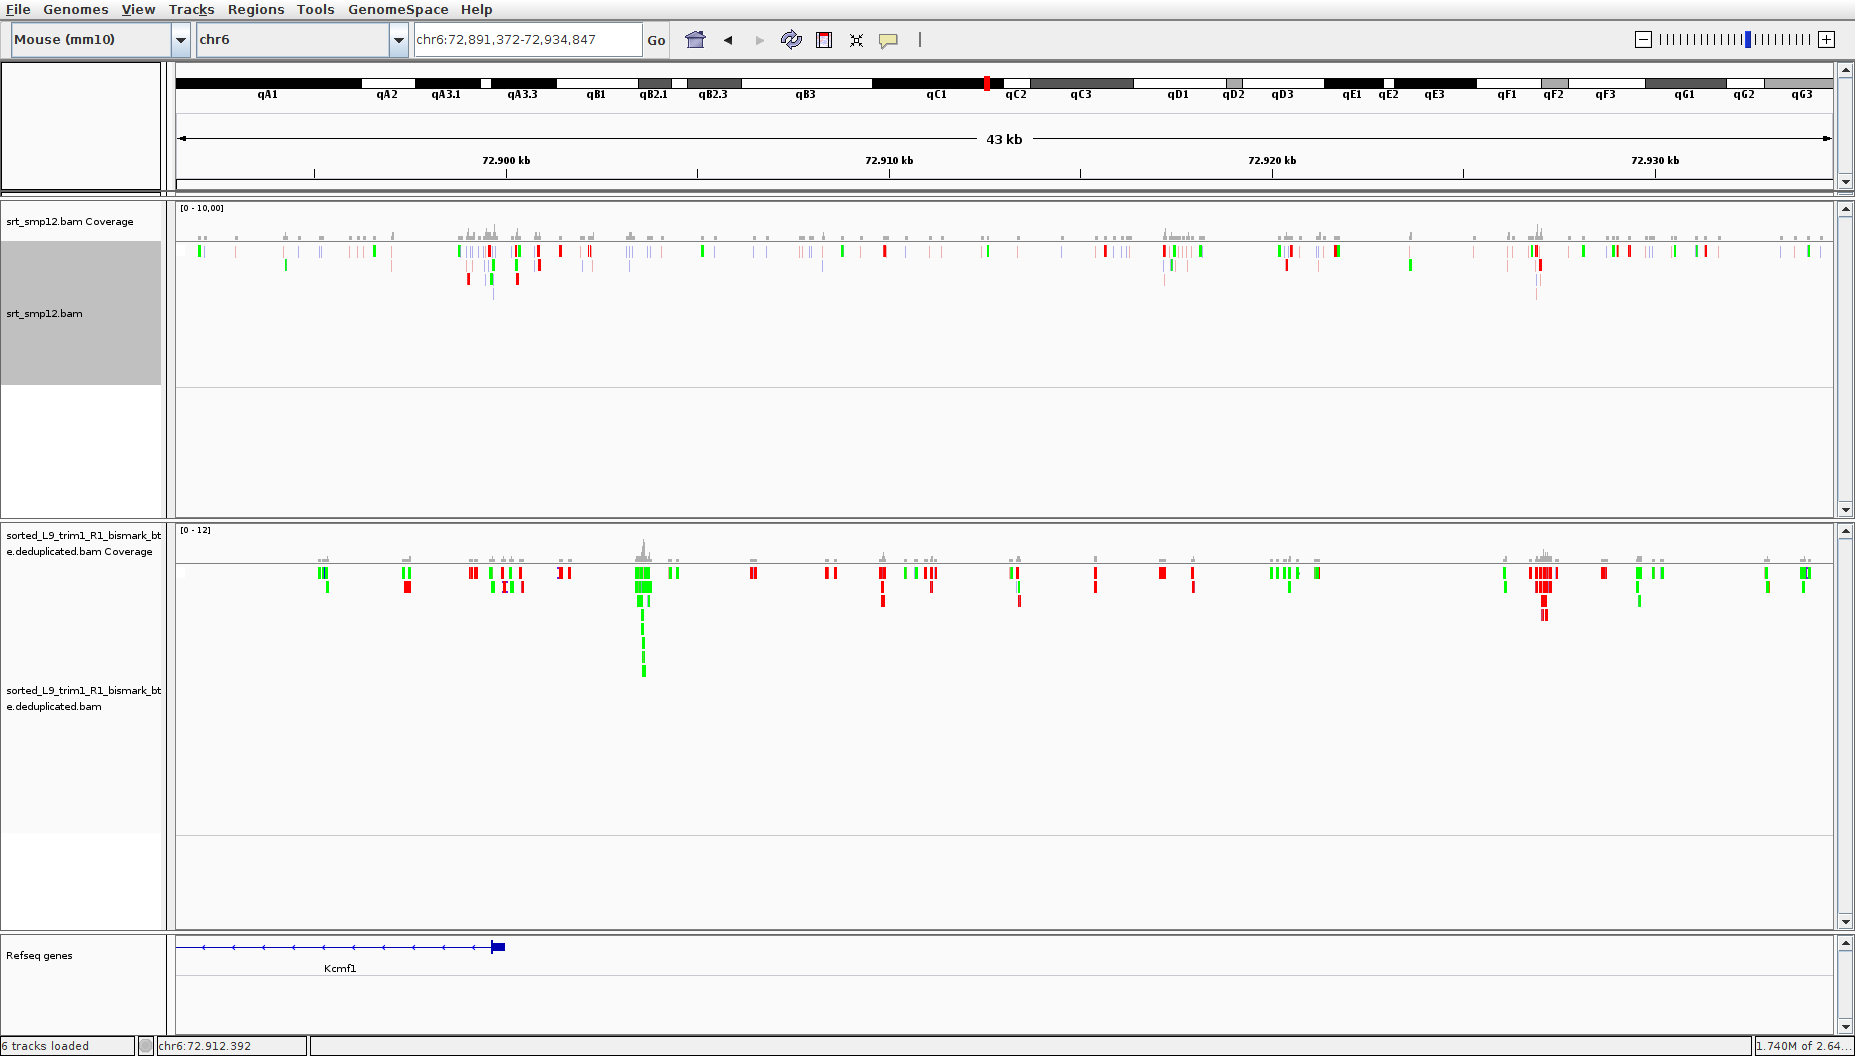 File Genomes View Tracks Regions Tools GenomeSpace Help
Mouse (mm10) chr6 chr6:72,891,372-72,934,847 Go
qA1 qA2 qA3.1 qA3.3 qB1 qB2.1 qB2.3 qB3 qC1 qC2 qC3 qD1 qD2 qD3 qE1 qE2 qE3 qF1 qF2 qF3 qG1 qG2 qG3
43 kb
72.900 kb 72.910 kb 72.920 kb 72.930 kb
[0 - 10,00]
srt_smp12.bam Coverage
srt_smp12.bam
[0 - 12]
sorted_L9_trim1_R1_bismark_bt
e.deduplicated.bam Coverage
sorted_L9_trim1_R1_bismark_bt
e.deduplicated.bam
Refseq genes
Kcmf1
6 tracks loaded chr6:72.912.392 1.740M of 2.64...